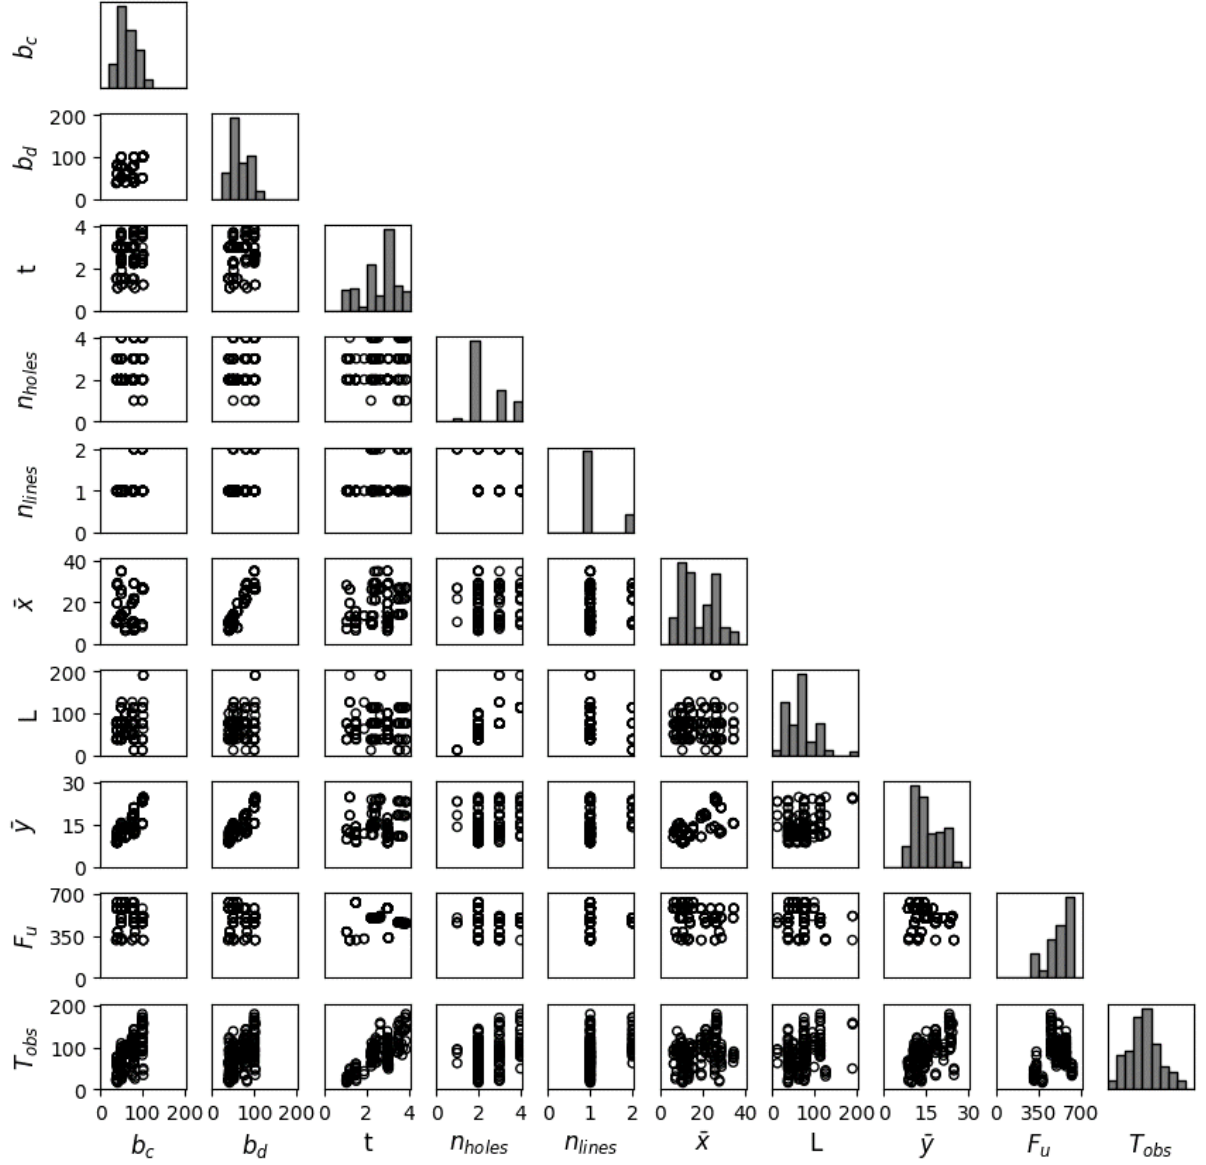 b_c
b_d 200 100 0
t 4 2 0
n_holes 4 2 0
n_lines 2 1 0
x̄ 40 20 0
L 200 100 0
ȳ 30 15 0
F_u 700 350 0
T_obs 200 100 0
0 100 200 0 100 200 0 2 4 0 2 4 0 1 2 0 20 40 0 100 200 0 15 30 0 350 700
b_c b_d t n_holes n_lines x̄ L ȳ F_u T_obs